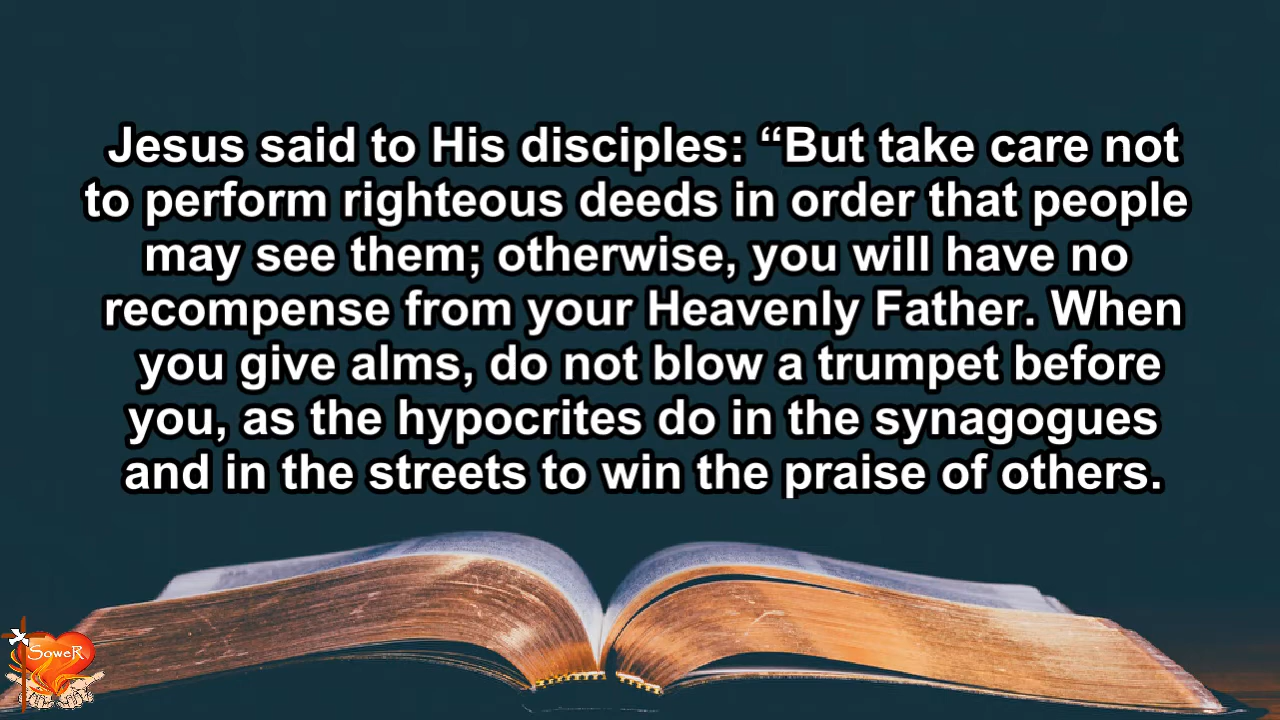 Jesus said to His disciples: “But take care not
to perform righteous deeds in order that people
may see them; otherwise, you will have no
recompense from your Heavenly Father. When
you give alms, do not blow a trumpet before
you, as the hypocrites do in the synagogues
and in the streets to win the praise of others.
SoweR